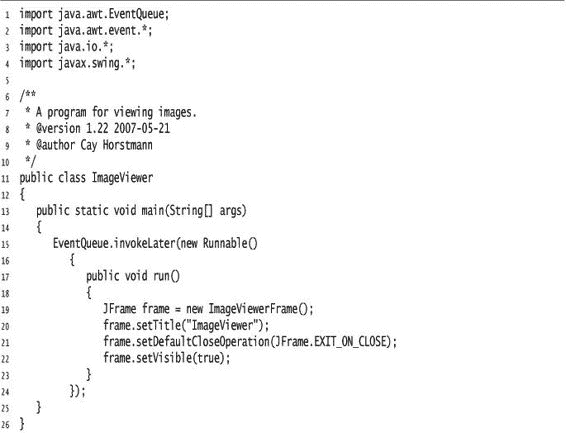 1 import java.awt.EventQueue;
2 import java.awt.event.*;
3 import java.io.*;
4 import javax.swing.*;
5
6 /**
7  * A program for viewing images.
8  * @version 1.22 2007-05-21
9  * @author Cay Horstmann
10  */
11 public class ImageViewer
12 {
13    public static void main(String[] args)
14    {
15       EventQueue.invokeLater(new Runnable()
16          {
17             public void run()
18             {
19                JFrame frame = new ImageViewerFrame();
20                frame.setTitle("ImageViewer");
21                frame.setDefaultCloseOperation(JFrame.EXIT_ON_CLOSE);
22                frame.setVisible(true);
23             }
24          });
25    }
26 }